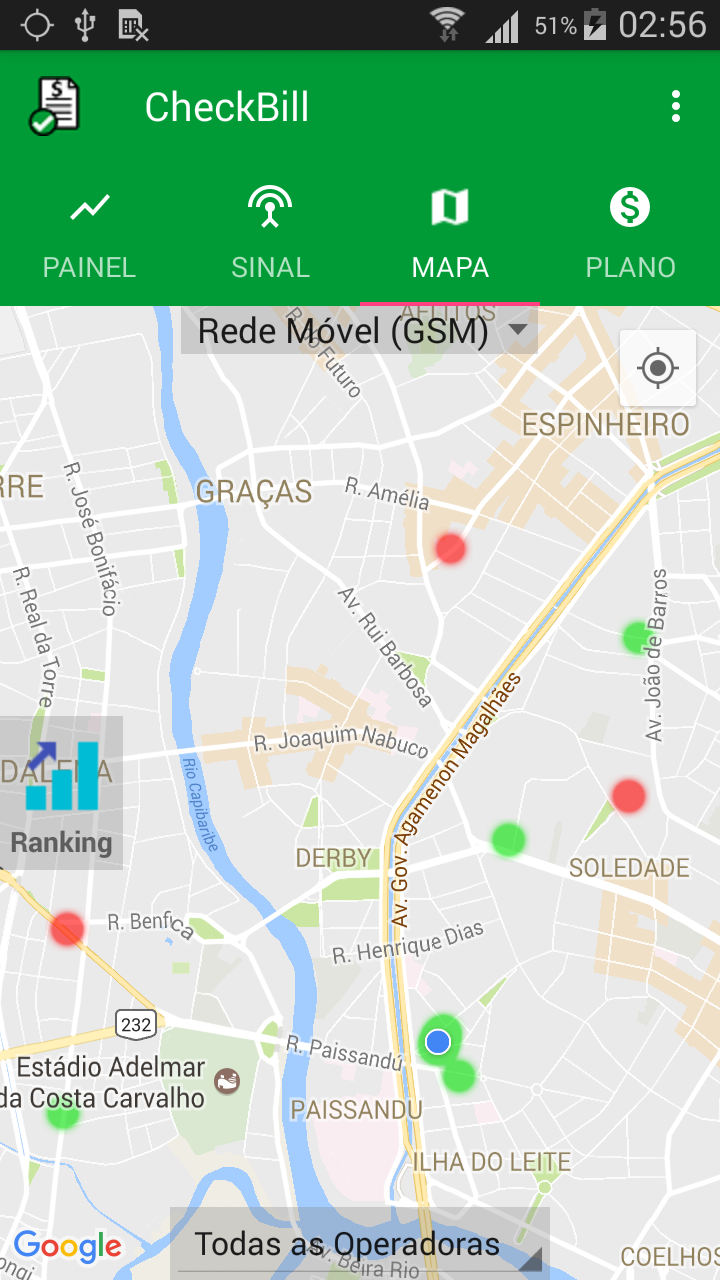 51% 02:56
CheckBill
PAINEL SINAL MAPA PLANO
AFLITOS
Rede Móvel (GSM)
R. do Futuro
ESPINHEIRO
RRE
GRAÇAS
R. Amélia
R. José Bonifácio
R. Real da Torre
Av. Rui Barbosa
Av. João de Barros
R. Joaquim Nabuco
Av. Gov. Agamenon Magalhães
Rio Capibaribe
DALENA
Ranking
DERBY
SOLEDADE
R. Benfica
R. Henrique Dias
232
R. Paissandú
Estádio Adelmar
da Costa Carvalho
PAISSANDU
ILHA DO LEITE
Google
Todas as Operadoras
Av. Beira Rio
COELHOS
ongi